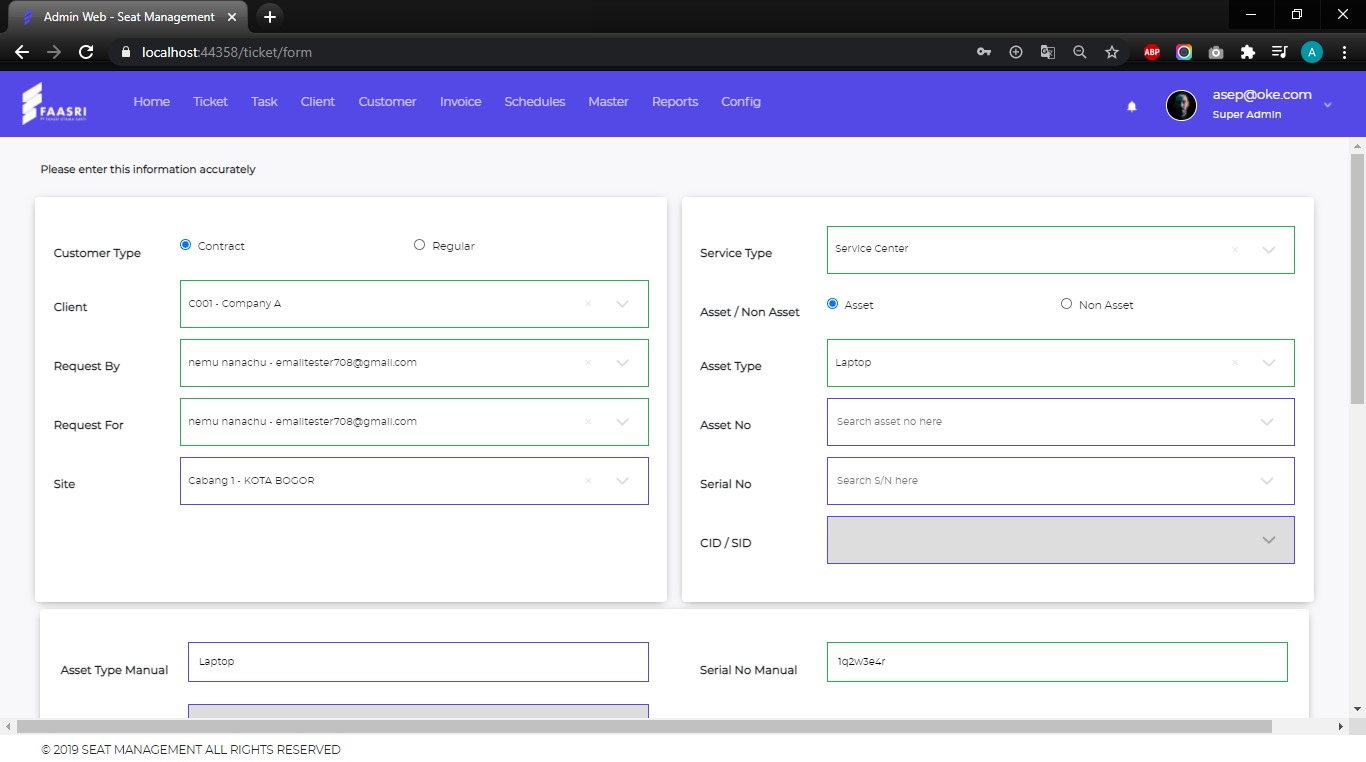 Admin Web - Seat Management
localhost:44358/ticket/form
ABP
A
FAASRI
Home Ticket Task Client Customer Invoice Schedules Master Reports Config
asep@oke.com
Super Admin
Please enter this information accurately
Customer Type Contract Regular
Client C001 - Company A
Request By nemu nanachu - emailtester708@gmail.com
Request For nemu nanachu - emailtester708@gmail.com
Site Cabang 1 - KOTA BOGOR
Service Type Service Center
Asset / Non Asset Asset Non Asset
Asset Type Laptop
Asset No Search asset no here
Serial No Search S/N here
CID / SID
Asset Type Manual Laptop
Serial No Manual 1q2w3e4r
© 2019 SEAT MANAGEMENT ALL RIGHTS RESERVED